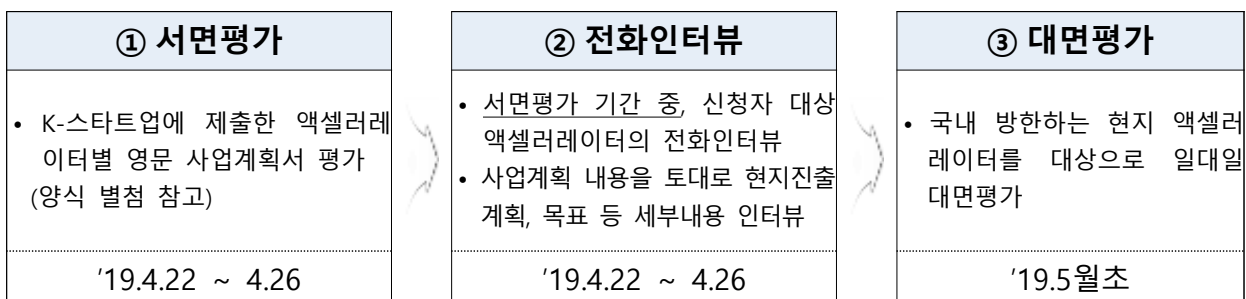 ① 서면평가
• K-스타트업에 제출한 액셀러레
이터별 영문 사업계획서 평가
(양식 별첨 참고)
'19.4.22 ~ 4.26
② 전화인터뷰
• 서면평가 기간 중, 신청자 대상
액셀러레이터의 전화인터뷰
• 사업계획 내용을 토대로 현지진출
계획, 목표 등 세부내용 인터뷰
'19.4.22 ~ 4.26
③ 대면평가
• 국내 방한하는 현지 액셀러
레이터를 대상으로 일대일
대면평가
'19.5월초